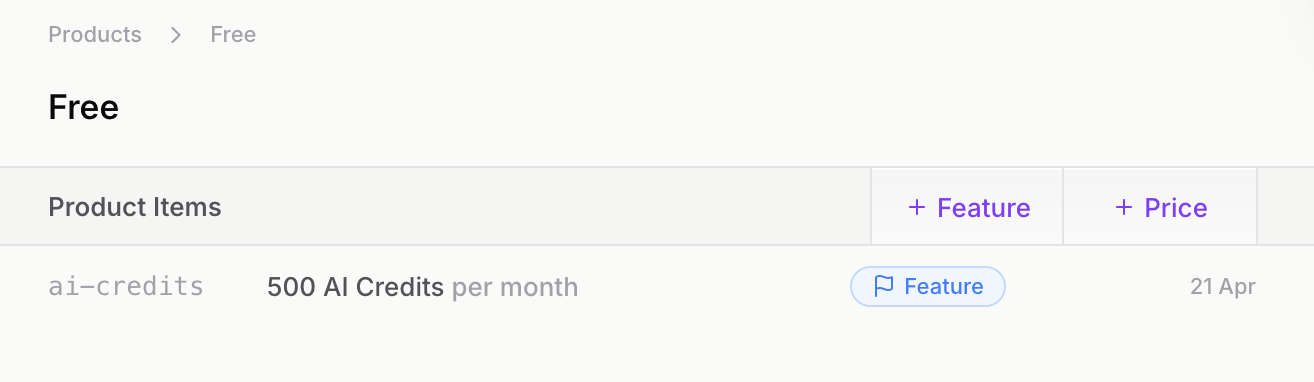 Products > Free
Free
Product Items + Feature + Price
ai-credits 500 AI Credits per month Feature 21 Apr